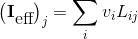 (𝐈_eff)_j = ∑_i v_i L_ij